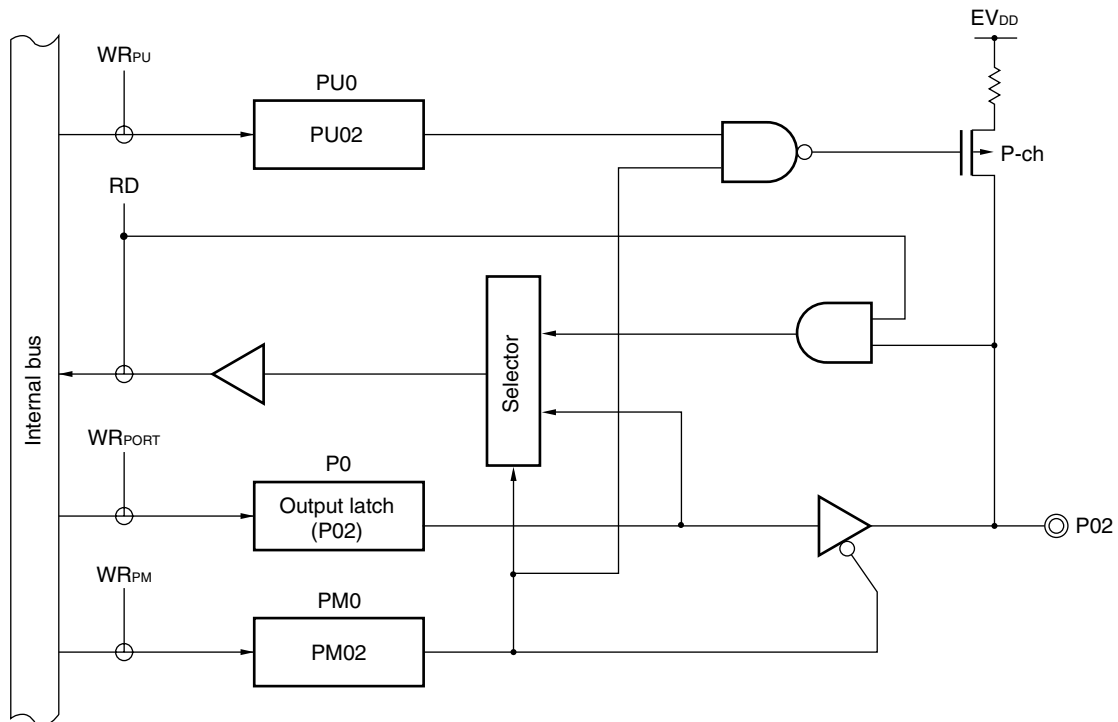 EVDD
WRPU
PU0
PU02
P-ch
RD
Internal bus
Selector
WRPORT
P0
Output latch
(P02)
P02
WRPM
PM0
PM02